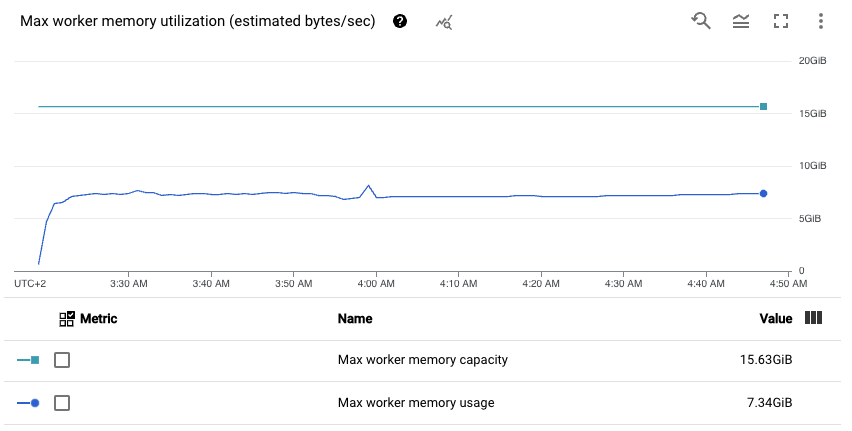 Max worker memory utilization (estimated bytes/sec) ?
20GiB
15GiB
10GiB
5GiB
0
UTC+2 3:30 AM 3:40 AM 3:50 AM 4:00 AM 4:10 AM 4:20 AM 4:30 AM 4:40 AM 4:50 AM
Metric Name Value
Max worker memory capacity 15.63GiB
Max worker memory usage 7.34GiB